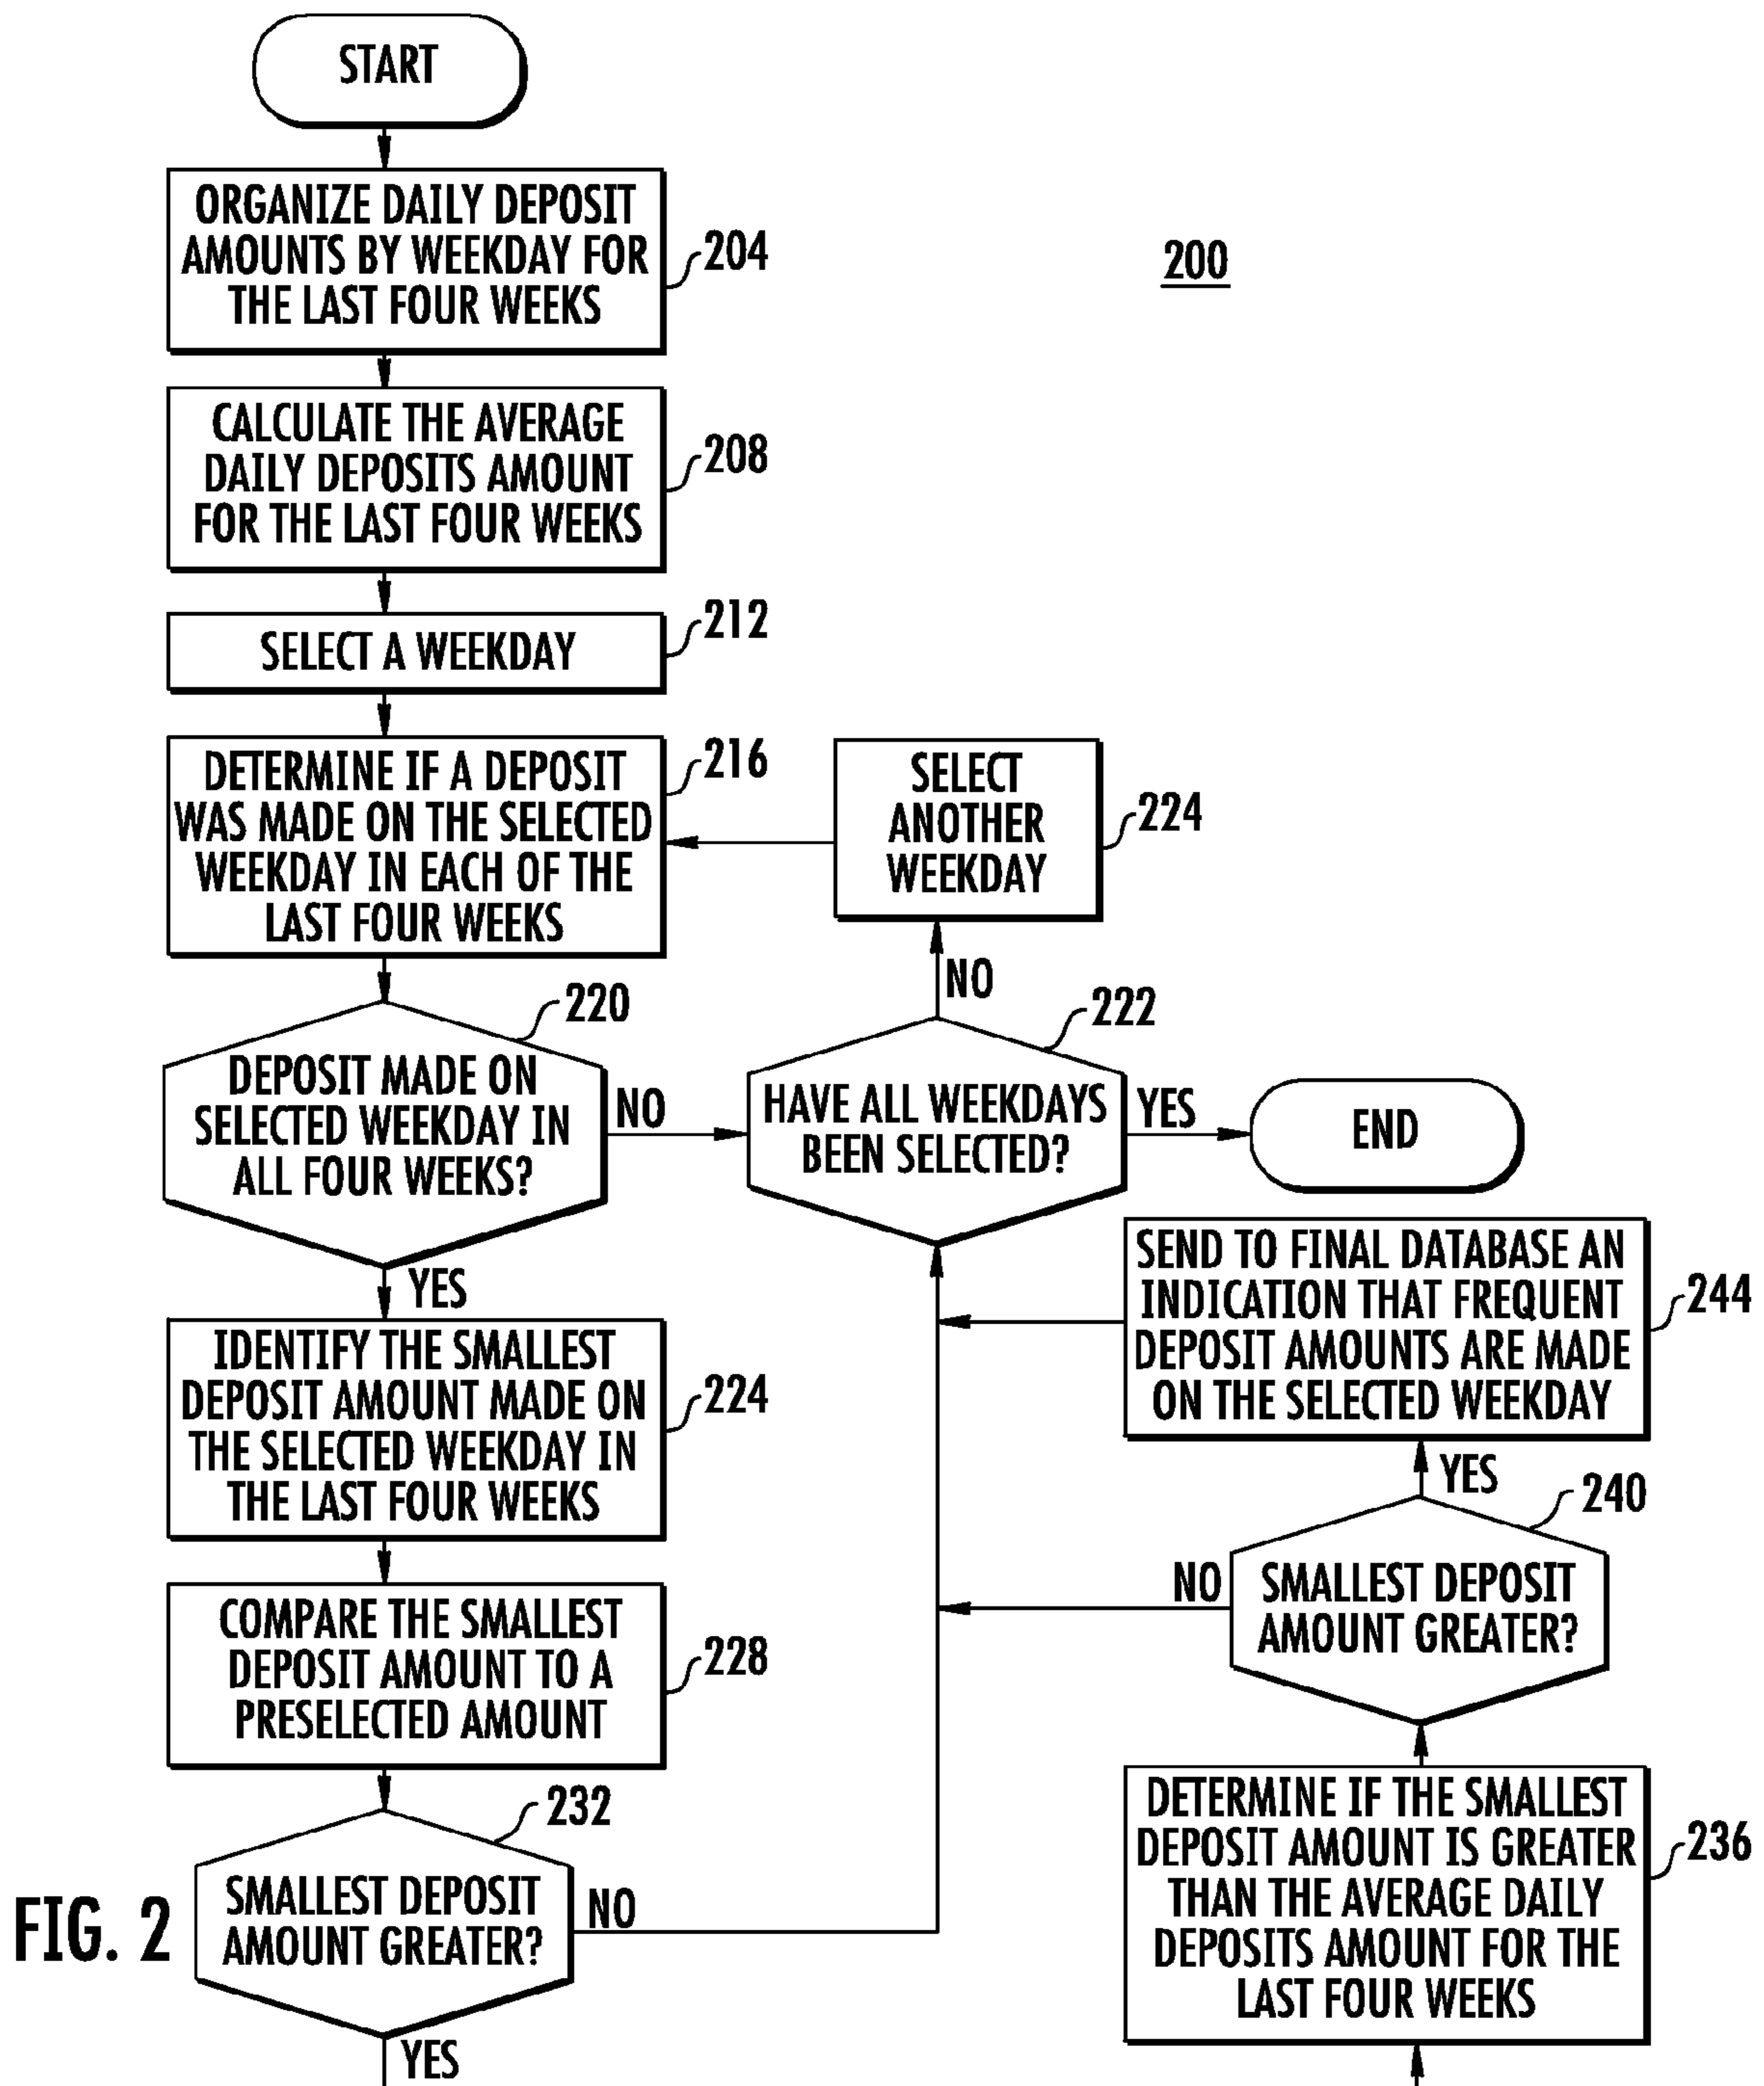 START
ORGANIZE DAILY DEPOSIT
AMOUNTS BY WEEKDAY FOR
THE LAST FOUR WEEKS
204
200
CALCULATE THE AVERAGE
DAILY DEPOSITS AMOUNT
FOR THE LAST FOUR WEEKS
208
SELECT A WEEKDAY
212
DETERMINE IF A DEPOSIT
WAS MADE ON THE SELECTED
WEEKDAY IN EACH OF THE
LAST FOUR WEEKS
216
SELECT
ANOTHER
WEEKDAY
224
NO
220
DEPOSIT MADE ON
SELECTED WEEKDAY IN
ALL FOUR WEEKS?
NO
222
HAVE ALL WEEKDAYS
BEEN SELECTED?
YES
END
YES
IDENTIFY THE SMALLEST
DEPOSIT AMOUNT MADE ON
THE SELECTED WEEKDAY IN
THE LAST FOUR WEEKS
224
SEND TO FINAL DATABASE AN
INDICATION THAT FREQUENT
DEPOSIT AMOUNTS ARE MADE
ON THE SELECTED WEEKDAY
244
YES
240
SMALLEST DEPOSIT
AMOUNT GREATER?
NO
COMPARE THE SMALLEST
DEPOSIT AMOUNT TO A
PRESELECTED AMOUNT
228
232
SMALLEST DEPOSIT
AMOUNT GREATER?
NO
YES
DETERMINE IF THE SMALLEST
DEPOSIT AMOUNT IS GREATER
THAN THE AVERAGE DAILY
DEPOSITS AMOUNT FOR THE
LAST FOUR WEEKS
236
FIG. 2